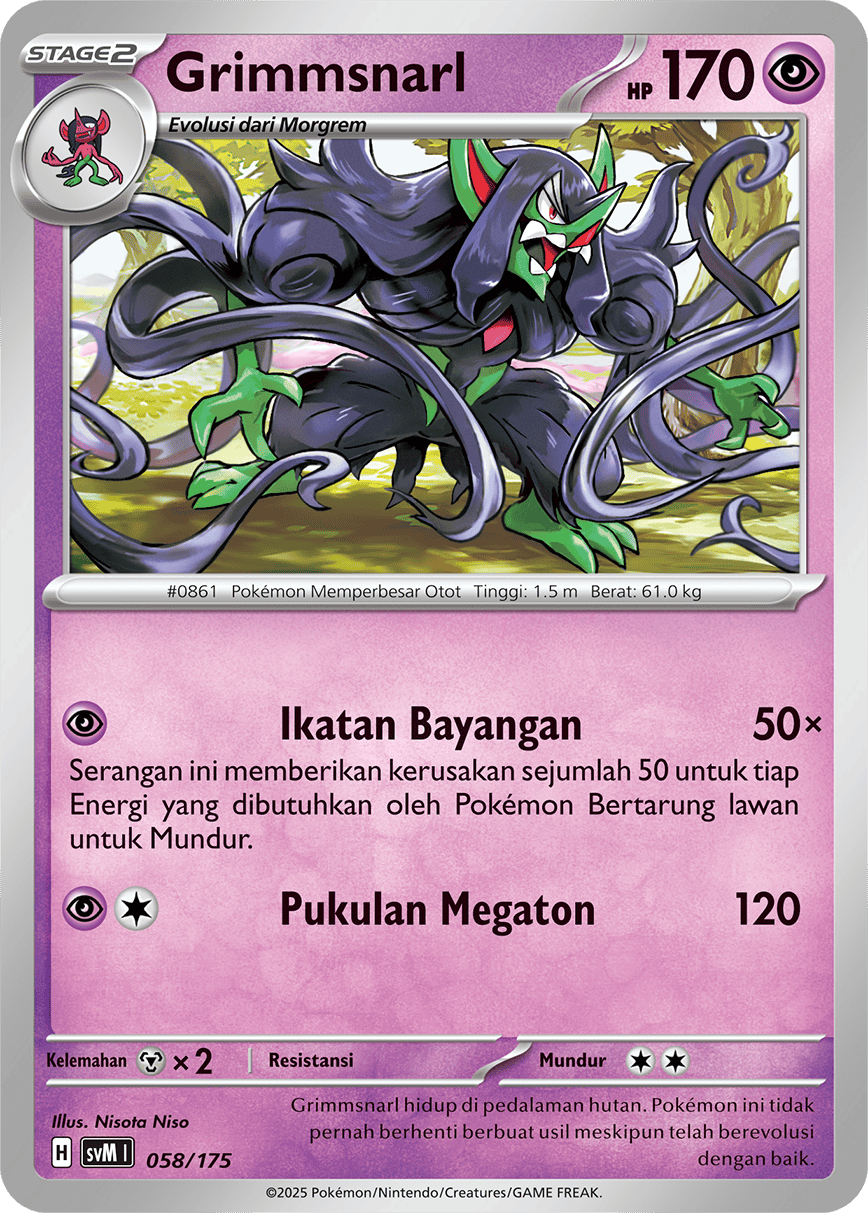 STAGE2
Grimmsnarl
HP 170
Evolusi dari Morgrem
#0861 Pokémon Memperbesar Otot Tinggi: 1.5 m Berat: 61.0 kg
Ikatan Bayangan 50×
Serangan ini memberikan kerusakan sejumlah 50 untuk tiap
Energi yang dibutuhkan oleh Pokémon Bertarung lawan
untuk Mundur.
Pukulan Megaton 120
Kelemahan ×2 Resistansi Mundur
Illus. Nisota Niso
Grimmsnarl hidup di pedalaman hutan. Pokémon ini tidak
pernah berhenti berbuat usil meskipun telah berevolusi
dengan baik.
H svM I 058/175
©2025 Pokémon/Nintendo/Creatures/GAME FREAK.